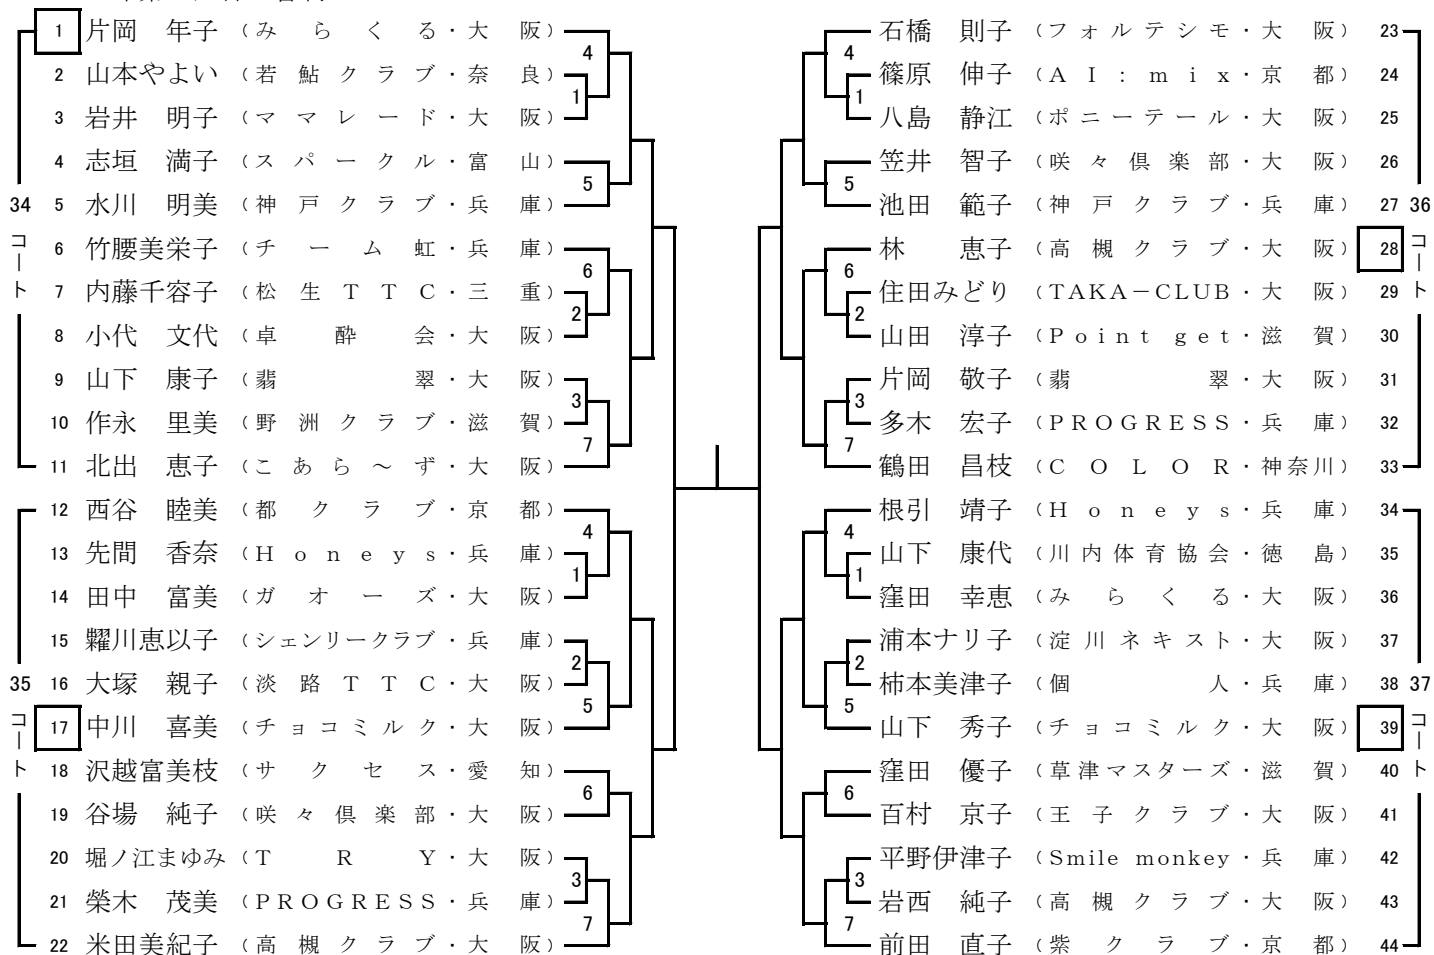 1 片岡 年子 (みらくる・大阪)
2 山本やよい (若鮎クラブ・奈良)
3 岩井 明子 (ママレード・大阪)
4 志垣 満子 (スパークル・富山)
5 水川 明美 (神戸クラブ・兵庫)
6 竹腰美栄子 (チーム虹・兵庫)
7 内藤千容子 (松生TTC・三重)
8 小代 文代 (卓酔会・大阪)
9 山下 康子 (翡翠・大阪)
10 作永 里美 (野洲クラブ・滋賀)
11 北出 恵子 (こあら~ず・大阪)
34コート
4
1
5
6
2
3
7
12 西谷 睦美 (都クラブ・京都)
13 先間 香奈 (Honeys・兵庫)
14 田中 富美 (ガオーズ・大阪)
15 糶川恵以子 (シェンリークラブ・兵庫)
16 大塚 親子 (淡路TTC・大阪)
17 中川 喜美 (チョコミルク・大阪)
18 沢越富美枝 (サクセス・愛知)
19 谷場 純子 (咲々倶楽部・大阪)
20 堀ノ江まゆみ (TRY・大阪)
21 榮木 茂美 (PROGRESS・兵庫)
22 米田美紀子 (高槻クラブ・大阪)
35コート
4
1
2
5
6
3
7
石橋 則子 (フォルテシモ・大阪) 23
篠原 伸子 (AI:mix・京都) 24
八島 静江 (ポニーテール・大阪) 25
笠井 智子 (咲々倶楽部・大阪) 26
池田 範子 (神戸クラブ・兵庫) 27
林 恵子 (高槻クラブ・大阪) 28
住田みどり (TAKA-CLUB・大阪) 29
山田 淳子 (Point get・滋賀) 30
片岡 敬子 (翡翠・大阪) 31
多木 宏子 (PROGRESS・兵庫) 32
鶴田 昌枝 (COLOR・神奈川) 33
36コート
4
1
5
6
2
3
7
根引 靖子 (Honeys・兵庫) 34
山下 康代 (川内体育協会・徳島) 35
窪田 幸恵 (みらくる・大阪) 36
浦本ナリ子 (淀川ネキスト・大阪) 37
柿本美津子 (個人・兵庫) 38
山下 秀子 (チョコミルク・大阪) 39
窪田 優子 (草津マスターズ・滋賀) 40
百村 京子 (王子クラブ・大阪) 41
平野伊津子 (Smile monkey・兵庫) 42
岩西 純子 (高槻クラブ・大阪) 43
前田 直子 (紫クラブ・京都) 44
37コート
4
1
2
5
6
3
7